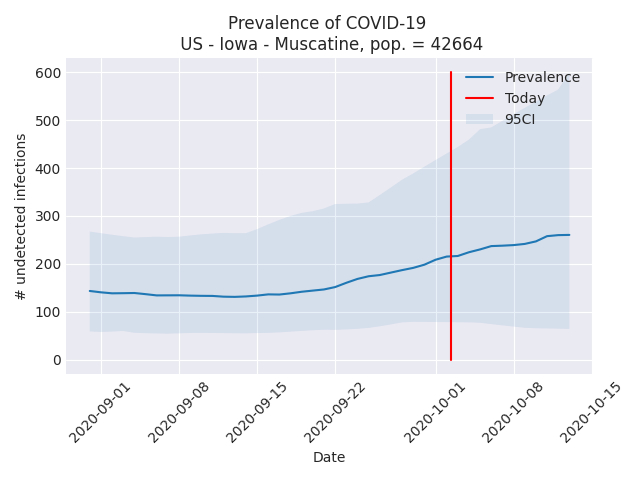 Prevalence of COVID-19
US - Iowa - Muscatine, pop. = 42664
Prevalence
Today
95CI
# undetected infections
600
500
400
300
200
100
0
2020-09-01
2020-09-08
2020-09-15
2020-09-22
2020-10-01
2020-10-08
2020-10-15
Date